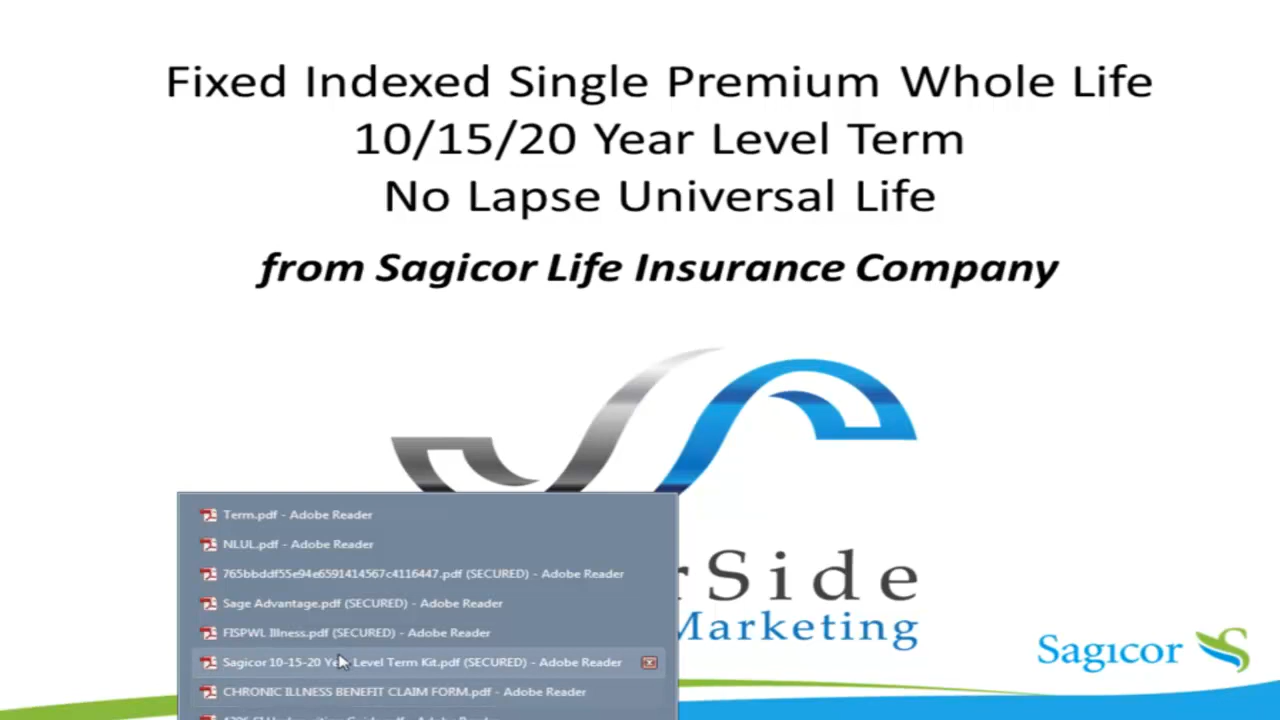 Fixed Indexed Single Premium Whole Life
10/15/20 Year Level Term
No Lapse Universal Life
from Sagicor Life Insurance Company
Term.pdf - Adobe Reader
NLUL.pdf - Adobe Reader
765bbddf55e94e6591414567c4116447.pdf (SECURED) - Adobe Reader
Sage Advantage.pdf (SECURED) - Adobe Reader
FISPWL Illness.pdf (SECURED) - Adobe Reader
Sagicor 10-15-20 Level Term Kit.pdf (SECURED) - Adobe Reader
CHRONIC ILLNESS BENEFIT CLAIM FORM.pdf - Adobe Reader
Side
Marketing
Sagicor